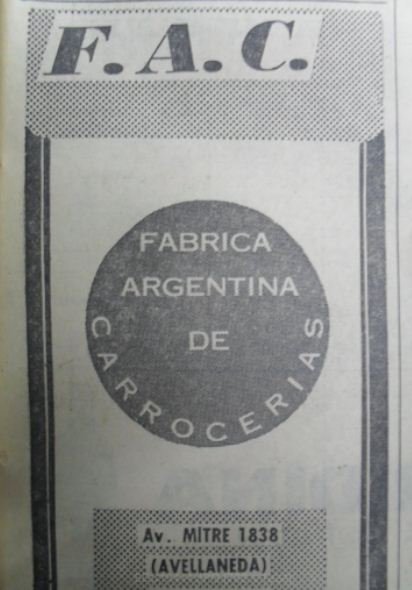 F.A.C.
FABRICA
ARGENTINA
DE
CARROCERIAS
Av. MITRE 1838
(AVELLANEDA)